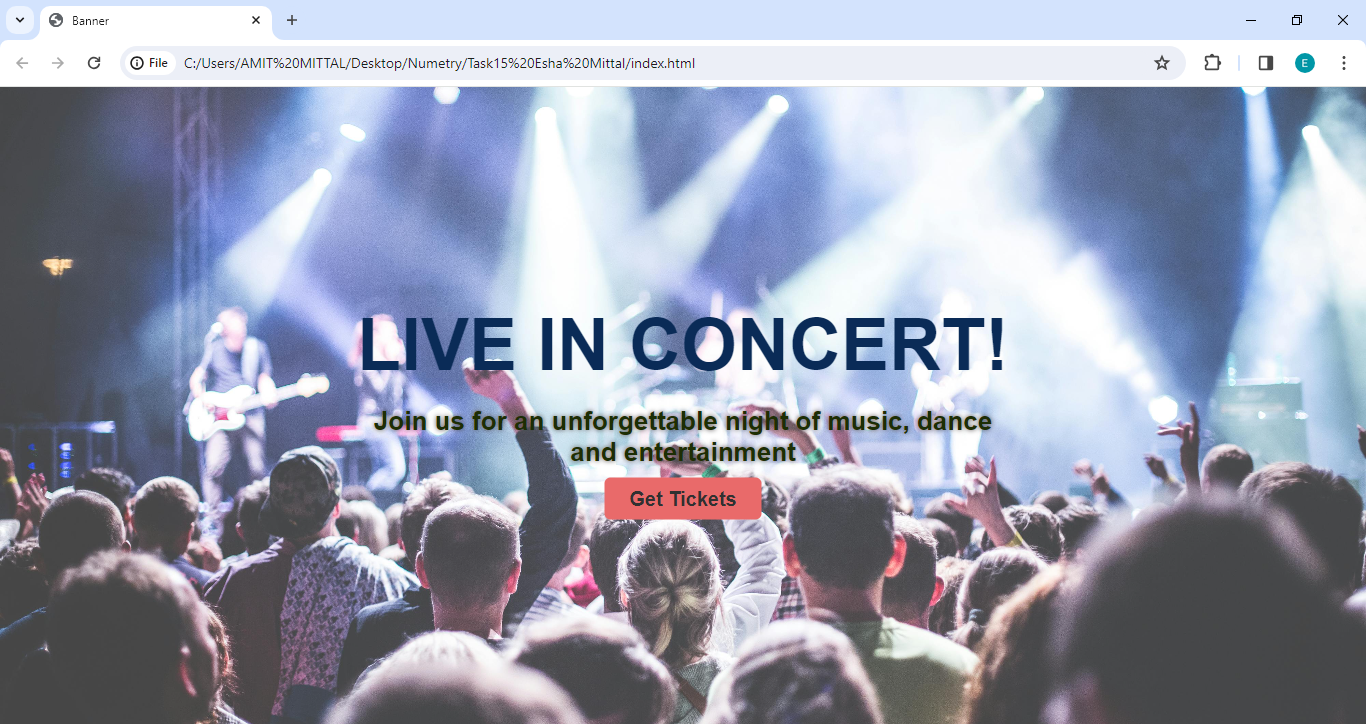 Banner
File
C:/Users/AMIT%20MITTAL/Desktop/Numetry/Task15%20Esha%20Mittal/index.html
E
LIVE IN CONCERT!
Join us for an unforgettable night of music, dance
and entertainment
Get Tickets